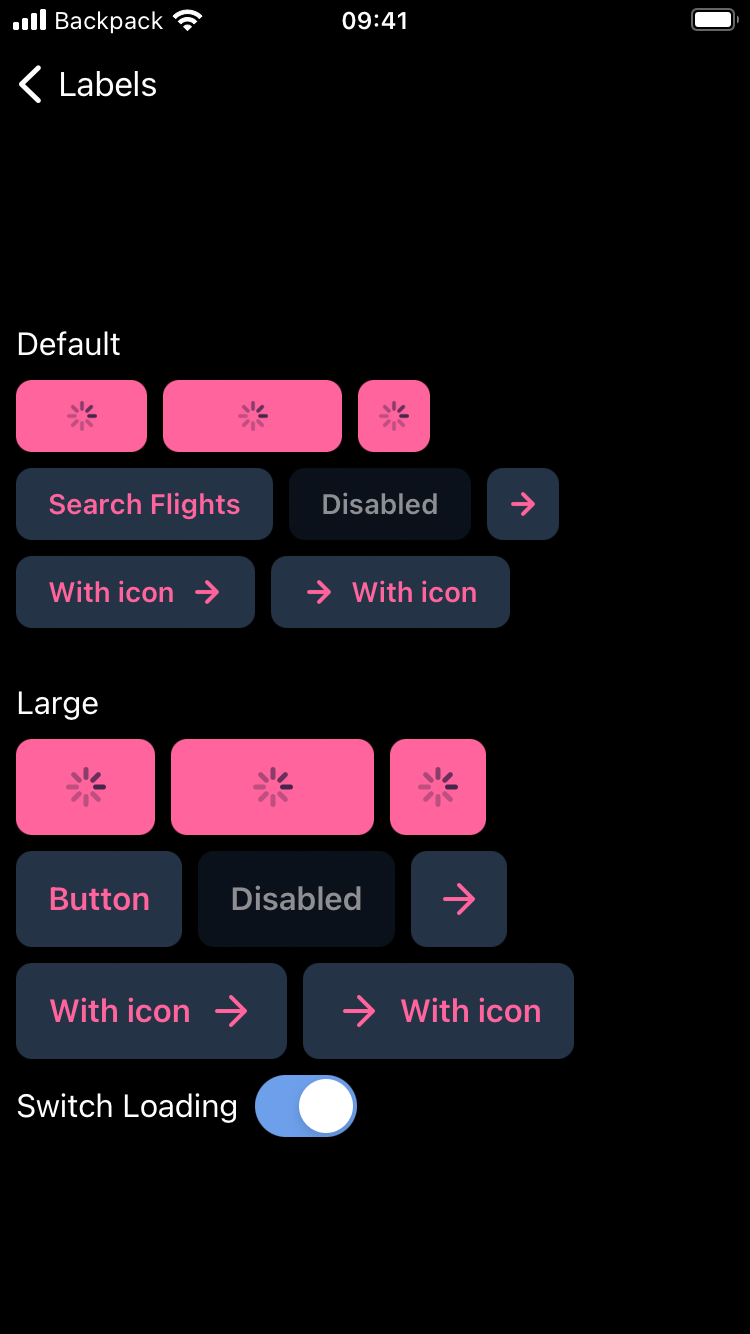 Backpack 09:41
Labels
Default
Search Flights Disabled
With icon With icon
Large
Button Disabled
With icon With icon
Switch Loading